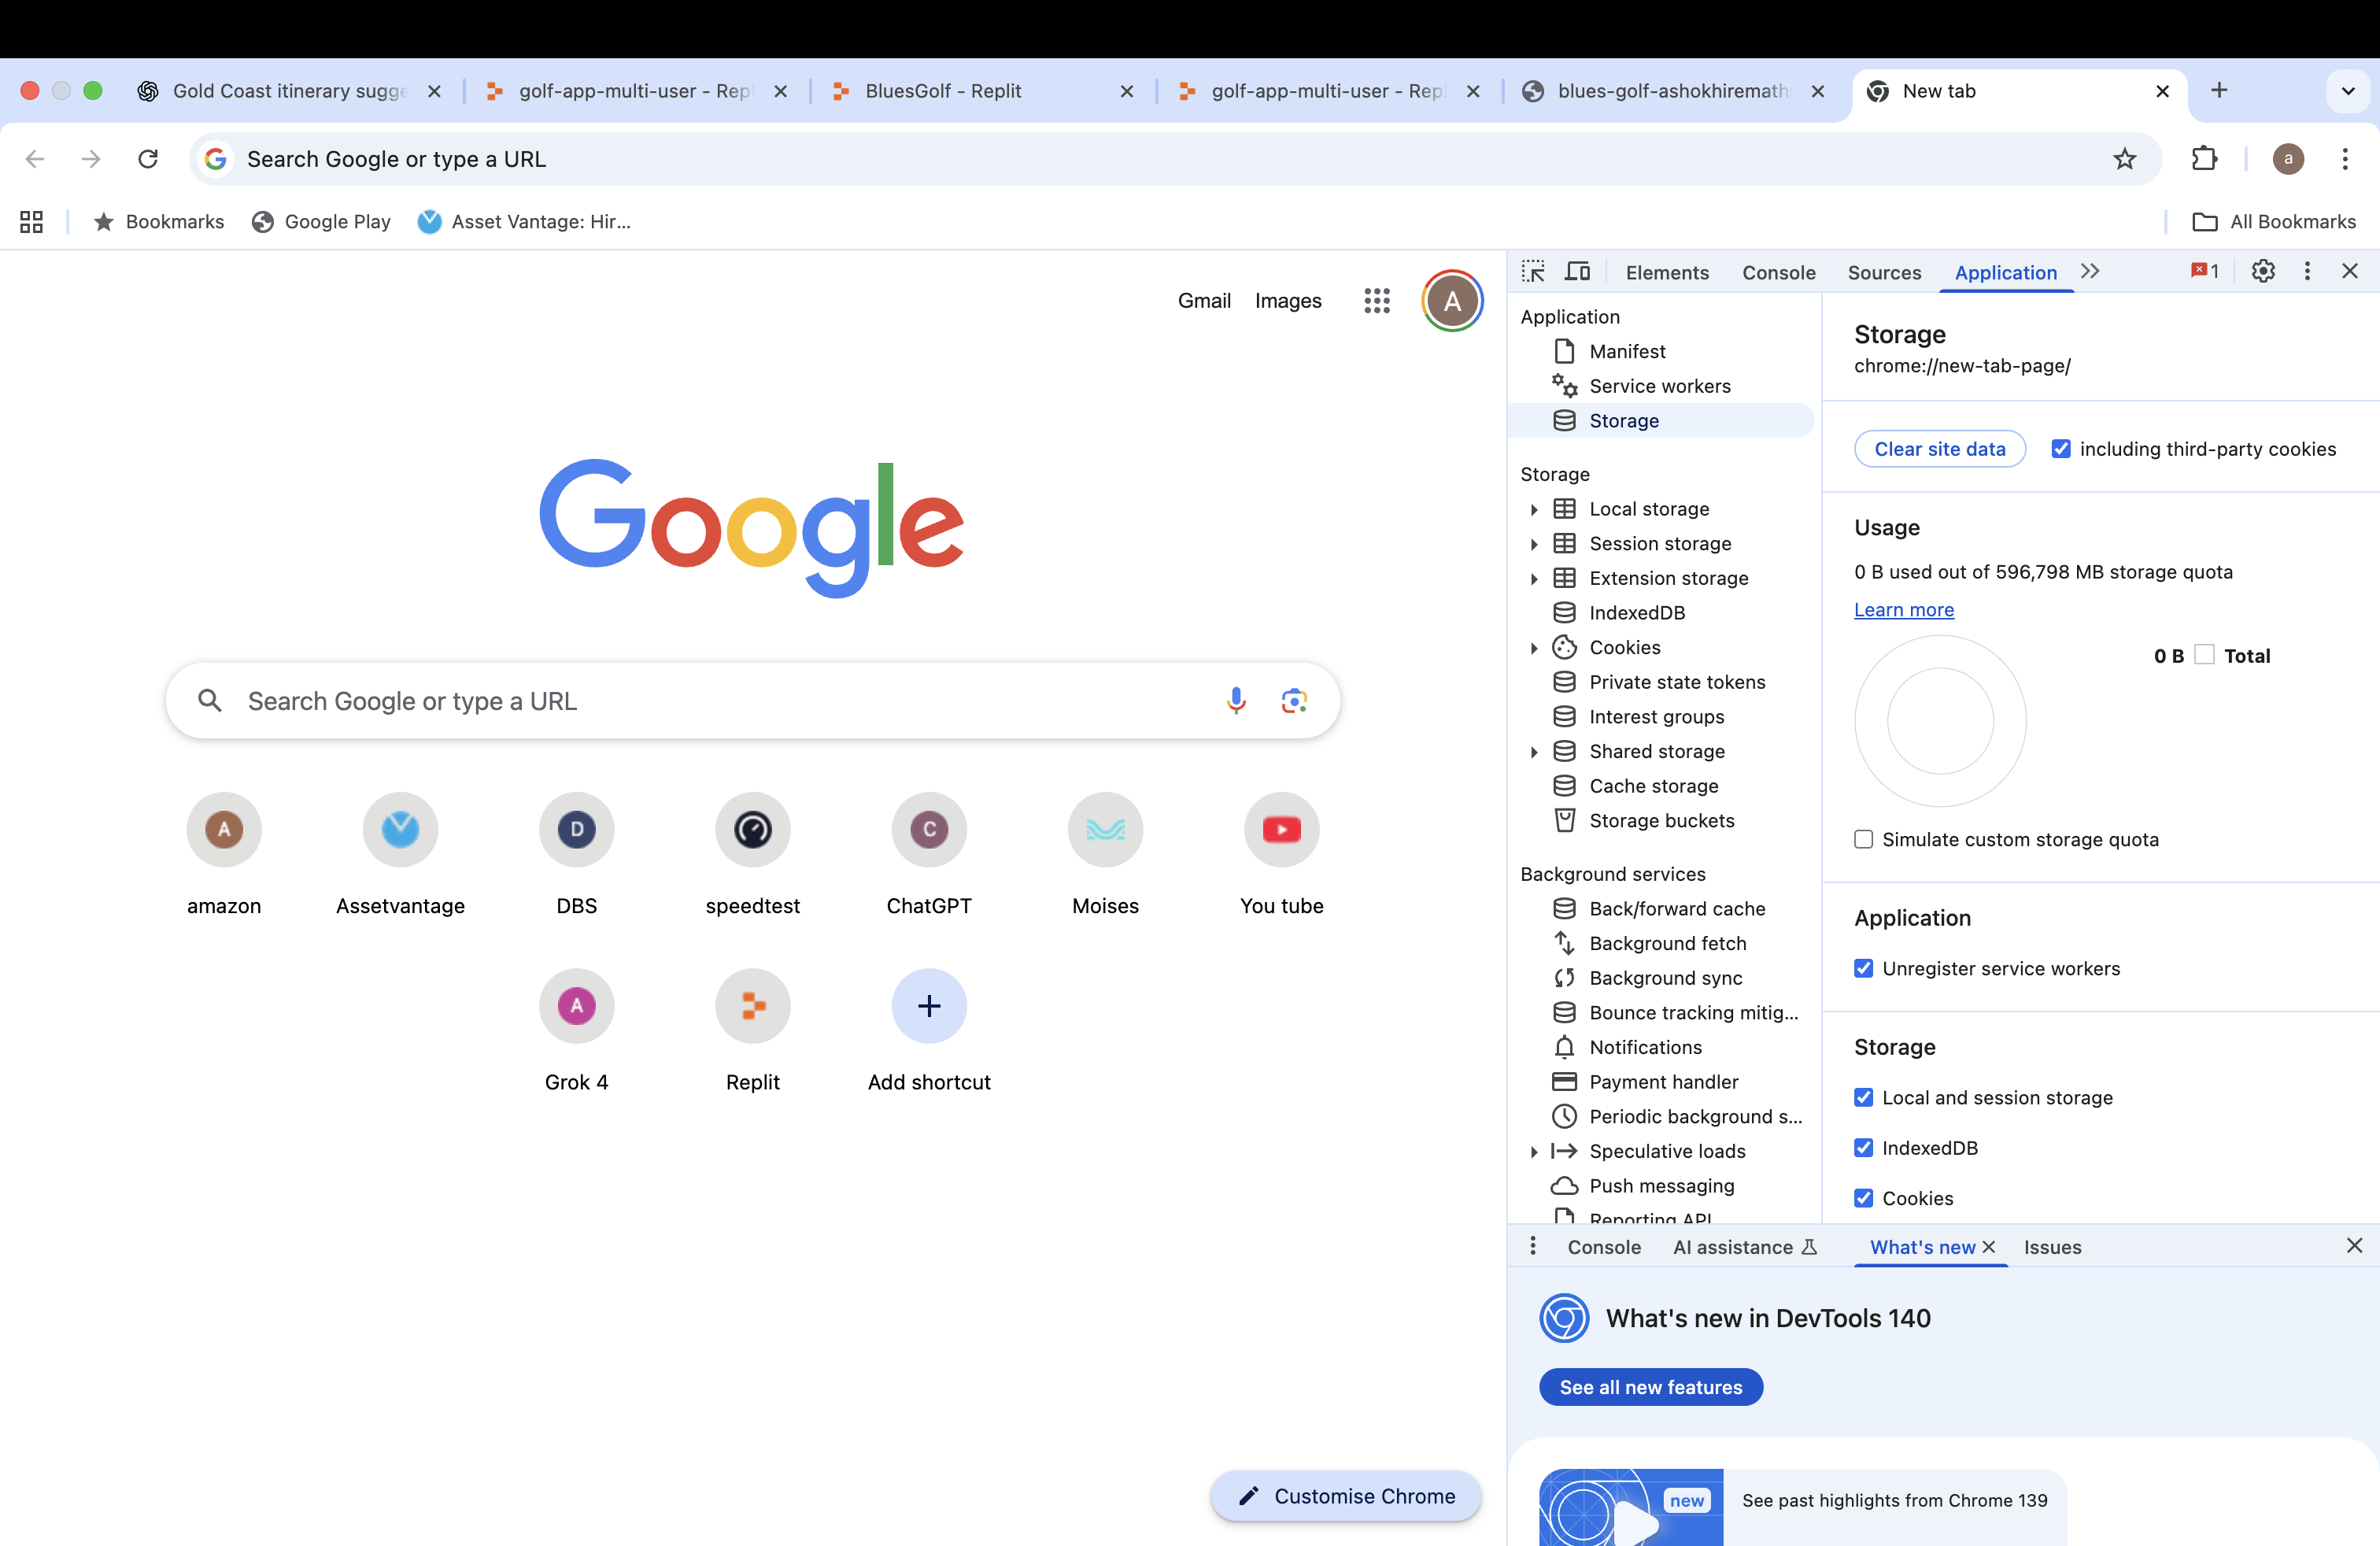 Gold Coast itinerary sugge
golf-app-multi-user - Repl
BluesGolf - Replit
golf-app-multi-user - Repl
blues-golf-ashokhiremath
New tab
Search Google or type a URL
a
Bookmarks
Google Play
Asset Vantage: Hir...
All Bookmarks
Gmail
Images
A
Google
Search Google or type a URL
A
D
C
amazon
Assetvantage
DBS
speedtest
ChatGPT
Moises
You tube
A
Grok 4
Replit
Add shortcut
Customise Chrome
Elements
Console
Sources
Application
1
Application
Manifest
Service workers
Storage
Storage
Local storage
Session storage
Extension storage
IndexedDB
Cookies
Private state tokens
Interest groups
Shared storage
Cache storage
Storage buckets
Background services
Back/forward cache
Background fetch
Background sync
Bounce tracking mitig...
Notifications
Payment handler
Periodic background s...
Speculative loads
Push messaging
Reporting API
Storage
chrome://new-tab-page/
Clear site data
including third-party cookies
Usage
0 B used out of 596,798 MB storage quota
Learn more
0 B
Total
Simulate custom storage quota
Application
Unregister service workers
Storage
Local and session storage
IndexedDB
Cookies
Console
AI assistance
What's new
Issues
What's new in DevTools 140
See all new features
new
See past highlights from Chrome 139